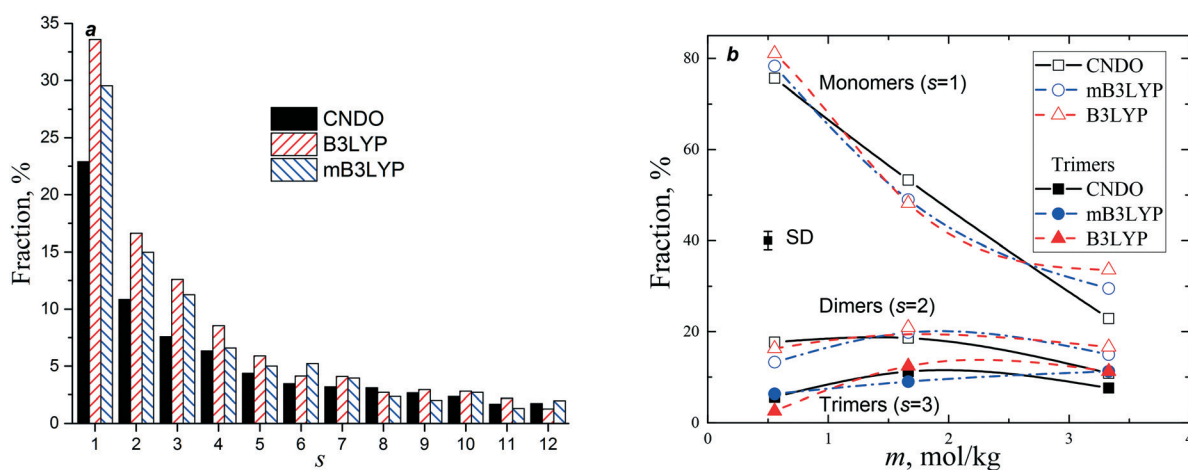 a
35
30
25
20
15
10
5
0
Fraction, %
CNDO
B3LYP
mB3LYP
1 2 3 4 5 6 7 8 9 10 11 12
s
b
80
60
40
20
0
Fraction, %
Monomers (s=1)
CNDO
mB3LYP
B3LYP
Trimers
CNDO
mB3LYP
B3LYP
SD
Dimers (s=2)
Trimers (s=3)
0 1 2 3 4
m, mol/kg